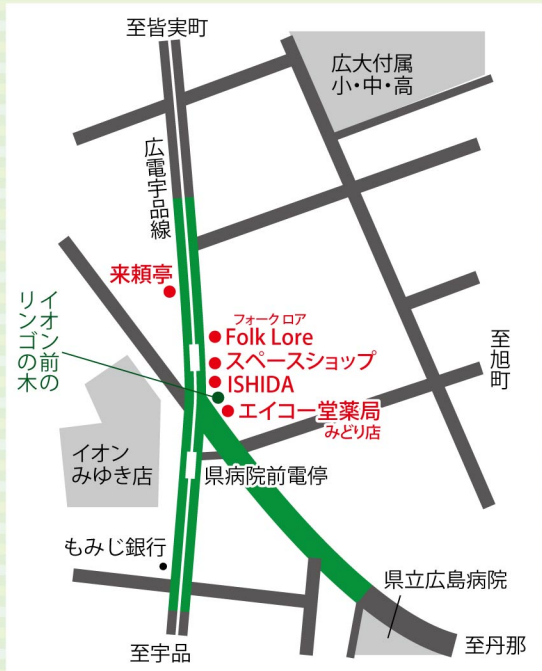 至皆実町
広大付属
小・中・高
広電宇品線
来頼亭
イオン前の
リンゴの木
フォーク ロア
Folk Lore
スペースショップ
ISHIDA
エイコー堂薬局
みどり店
至旭町
イオン
みゆき店
県病院前電停
もみじ銀行
県立広島病院
至宇品
至丹那